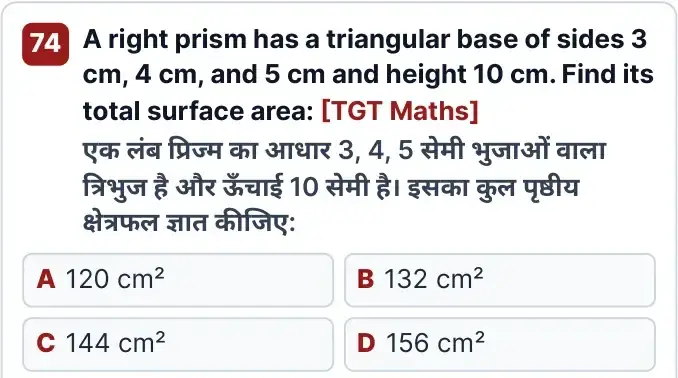 74 A right prism has a triangular base of sides 3
cm, 4 cm, and 5 cm and height 10 cm. Find its
total surface area: [TGT Maths]
एक लंब प्रिज्म का आधार 3, 4, 5 सेमी भुजाओं वाला
त्रिभुज है और ऊँचाई 10 सेमी है। इसका कुल पृष्ठीय
क्षेत्रफल ज्ञात कीजिए:
A 120 cm²
B 132 cm²
C 144 cm²
D 156 cm²